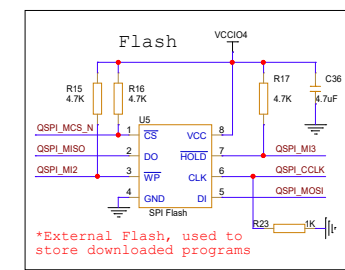 Flash
VCCIO4
R15
4.7K
R16
4.7K
R17
4.7K
C36
4.7uF
U5
QSPI_MCS_N
QSPI_MISO
QSPI_MI2
1
2
3
4
CS
DO
WP
GND
VCC
HOLD
CLK
DI
8
7
6
5
QSPI_MI3
QSPI_CCLK
QSPI_MOSI
SPI Flash
R23
1K
*External Flash, used to
store downloaded programs